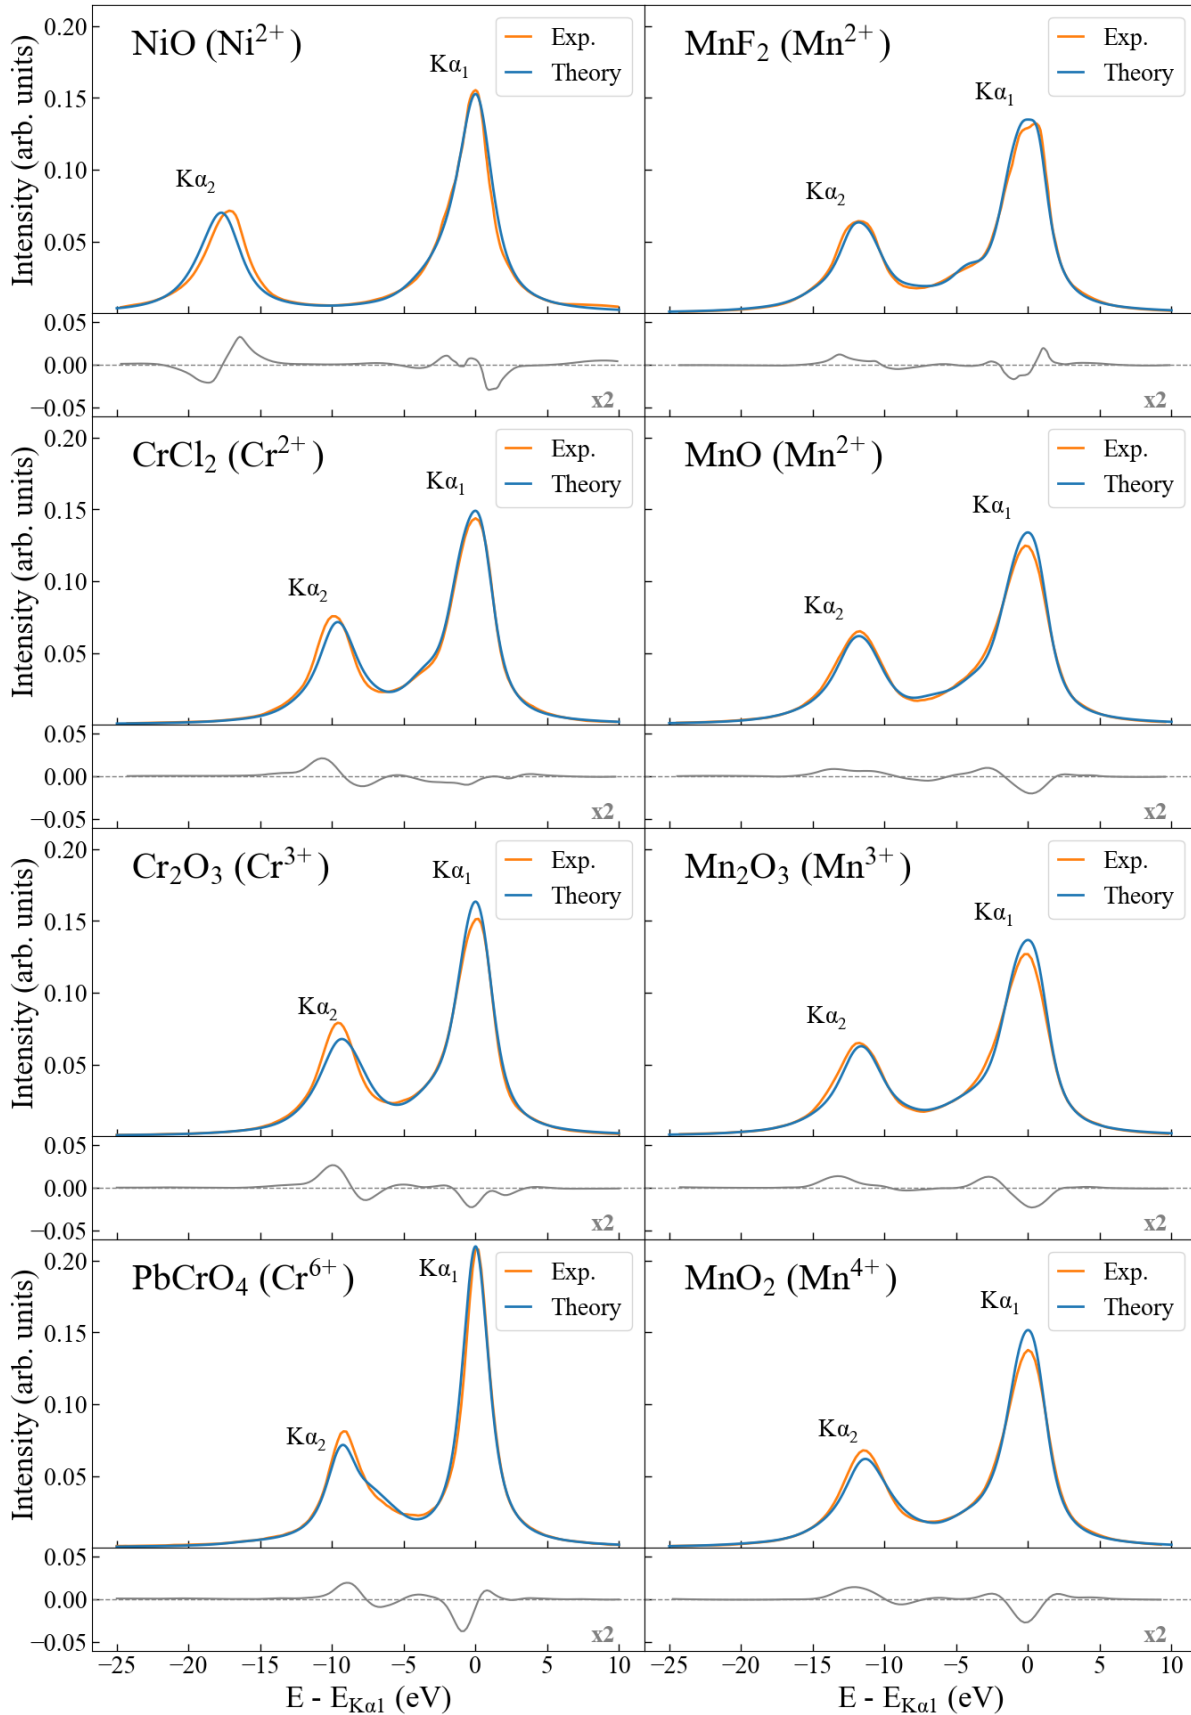 NiO (Ni²⁺)
Exp.
Theory
Kα₁
Kα₂
Intensity (arb. units)
0.20
0.15
0.10
0.05
0.05
0.00
−0.05
x2
MnF₂ (Mn²⁺)
Exp.
Theory
Kα₁
Kα₂
x2
CrCl₂ (Cr²⁺)
Exp.
Theory
Kα₁
Kα₂
Intensity (arb. units)
0.20
0.15
0.10
0.05
0.05
0.00
−0.05
x2
MnO (Mn²⁺)
Exp.
Theory
Kα₁
Kα₂
x2
Cr₂O₃ (Cr³⁺)
Exp.
Theory
Kα₁
Kα₂
Intensity (arb. units)
0.20
0.15
0.10
0.05
0.05
0.00
−0.05
x2
Mn₂O₃ (Mn³⁺)
Exp.
Theory
Kα₁
Kα₂
x2
PbCrO₄ (Cr⁶⁺)
Exp.
Theory
Kα₁
Kα₂
Intensity (arb. units)
0.20
0.15
0.10
0.05
0.05
0.00
−0.05
x2
−25 −20 −15 −10 −5 0 5 10
E - E_Kα1 (eV)
MnO₂ (Mn⁴⁺)
Exp.
Theory
Kα₁
Kα₂
x2
−25 −20 −15 −10 −5 0 5 10
E - E_Kα1 (eV)